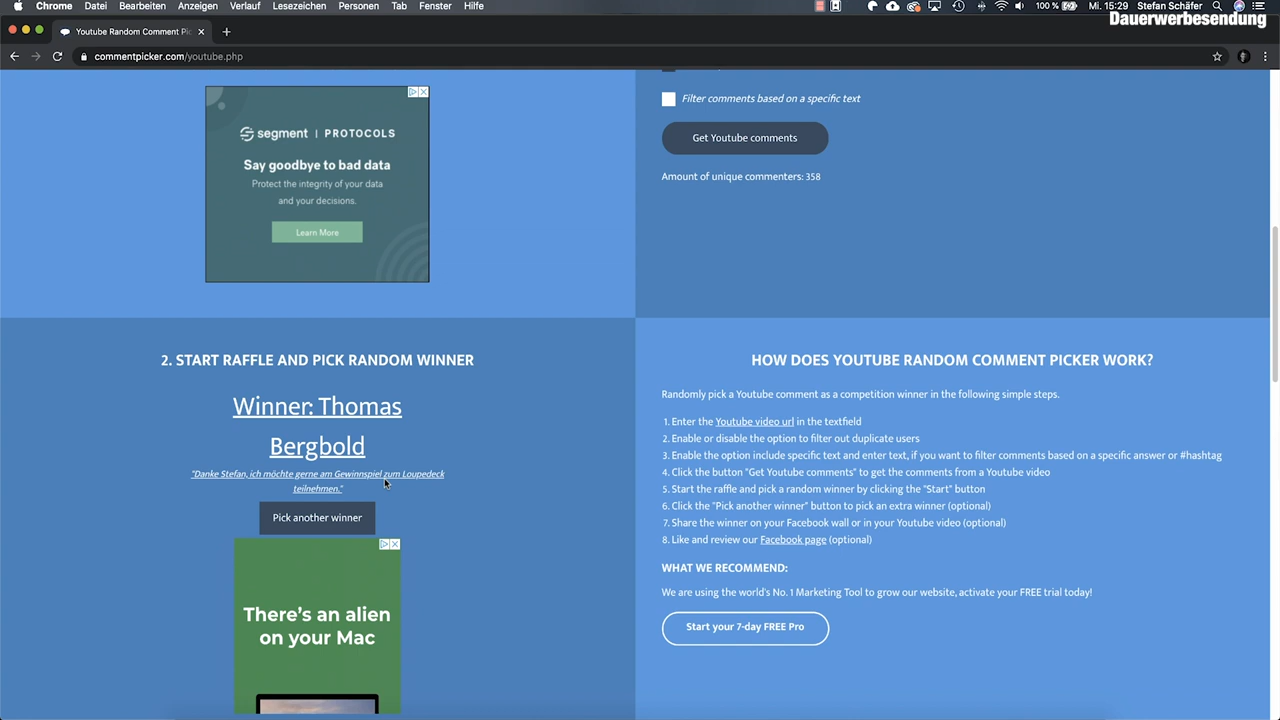 Chrome Datei Bearbeiten Anzeigen Verlauf Lesezeichen Personen Tab Fenster Hilfe 100 % Mi. 15:29 Stefan Schäfer
Dauerwerbesendung
Youtube Random Comment Pic
commentpicker.com/youtube.php
Filter comments based on a specific text
Get Youtube comments
Amount of unique commenters: 358
segment | PROTOCOLS
Say goodbye to bad data
Protect the integrity of your data
and your decisions.
Learn More
2. START RAFFLE AND PICK RANDOM WINNER
Winner: Thomas
Bergbold
"Danke Stefan, ich möchte gerne am Gewinnspiel zum Loupedeck
teilnehmen."
Pick another winner
There's an alien
on your Mac
HOW DOES YOUTUBE RANDOM COMMENT PICKER WORK?
Randomly pick a Youtube comment as a competition winner in the following simple steps.
1. Enter the Youtube video url in the textfield
2. Enable or disable the option to filter out duplicate users
3. Enable the option include specific text and enter text, if you want to filter comments based on a specific answer or #hashtag
4. Click the button "Get Youtube comments" to get the comments from a Youtube video
5. Start the raffle and pick a random winner by clicking the "Start" button
6. Click the "Pick another winner" button to pick an extra winner (optional)
7. Share the winner on your Facebook wall or in your Youtube video (optional)
8. Like and review our Facebook page (optional)
WHAT WE RECOMMEND:
We are using the world's No. 1 Marketing Tool to grow our website, activate your FREE trial today!
Start your 7-day FREE Pro